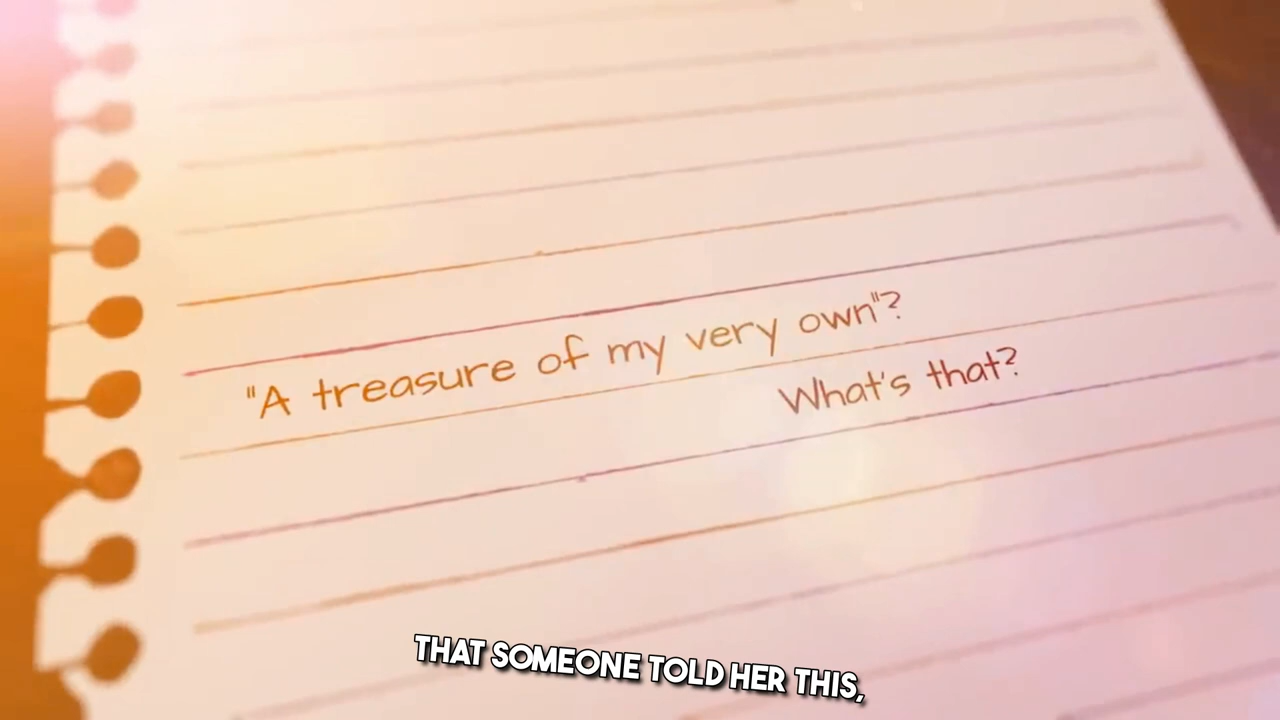 "A treasure of my very own"?
What's that?
THAT SOMEONE TOLD HER THIS,